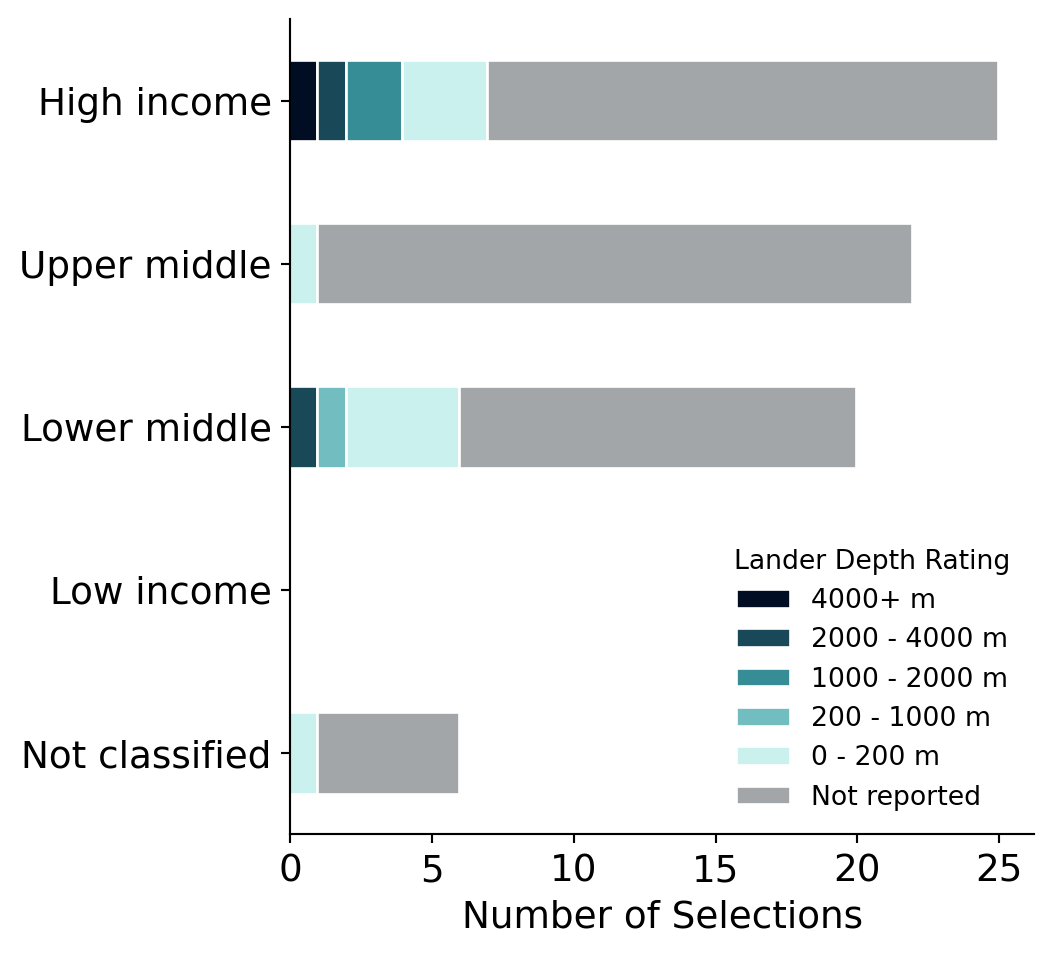 High income
Upper middle
Lower middle
Low income
Not classified
Lander Depth Rating
4000+ m
2000 - 4000 m
1000 - 2000 m
200 - 1000 m
0 - 200 m
Not reported
0 5 10 15 20 25
Number of Selections